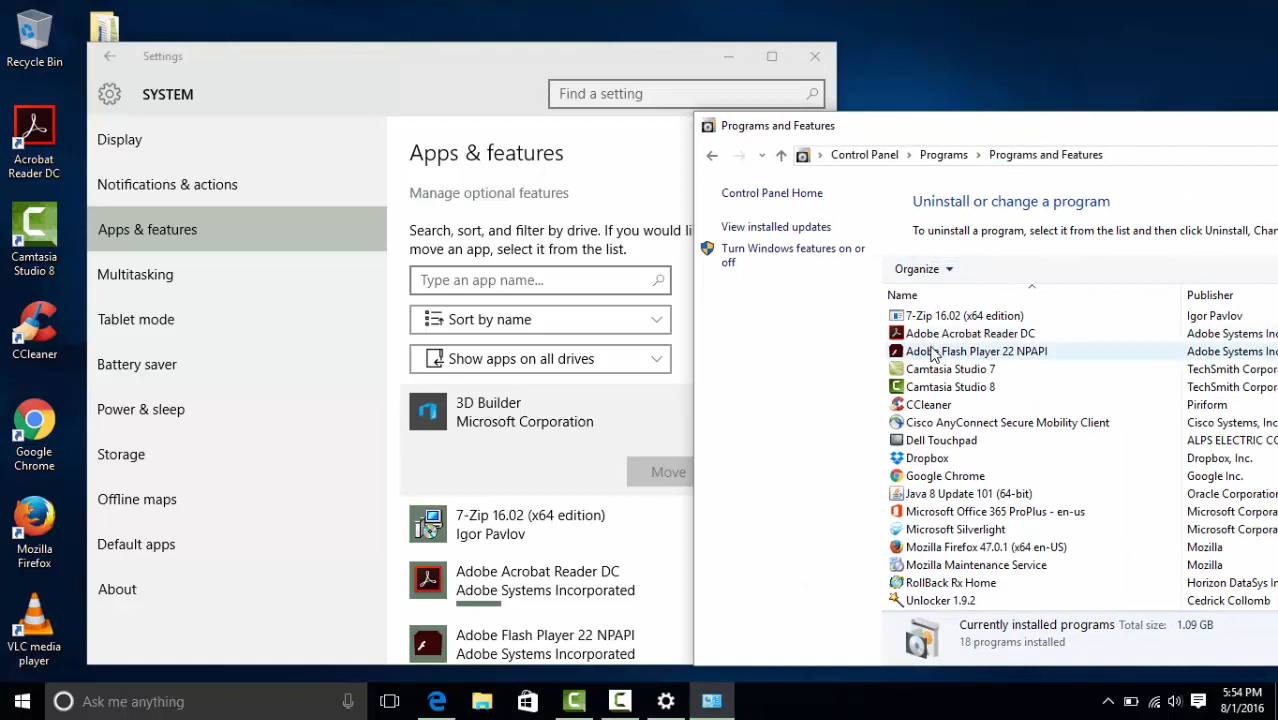 Recycle Bin
Acrobat
Reader DC
Camtasia
Studio 8
CCleaner
Google
Chrome
Mozilla
Firefox
VLC media
player
Settings
SYSTEM
Find a setting
Display
Notifications & actions
Apps & features
Multitasking
Tablet mode
Battery saver
Power & sleep
Storage
Offline maps
Default apps
About
Apps & features
Manage optional features
Search, sort, and filter by drive. If you would li
move an app, select it from the list.
Type an app name...
Sort by name
Show apps on all drives
3D Builder
Microsoft Corporation
Move
7-Zip 16.02 (x64 edition)
Igor Pavlov
Adobe Acrobat Reader DC
Adobe Systems Incorporated
Adobe Flash Player 22 NPAPI
Adobe Systems Incorporated
Programs and Features
Control Panel > Programs > Programs and Features
Control Panel Home
View installed updates
Turn Windows features on or
off
Uninstall or change a program
To uninstall a program, select it from the list and then click Uninstall, Chan
Organize
Name Publisher
7-Zip 16.02 (x64 edition) Igor Pavlov
Adobe Acrobat Reader DC Adobe Systems Inc
Adobe Flash Player 22 NPAPI Adobe Systems Inc
Camtasia Studio 7 TechSmith Corpor
Camtasia Studio 8 TechSmith Corpor
CCleaner Piriform
Cisco AnyConnect Secure Mobility Client Cisco Systems, Inc
Dell Touchpad ALPS ELECTRIC CO
Dropbox Dropbox, Inc.
Google Chrome Google Inc.
Java 8 Update 101 (64-bit) Oracle Corporation
Microsoft Office 365 ProPlus - en-us Microsoft Corpora
Microsoft Silverlight Microsoft Corpora
Mozilla Firefox 47.0.1 (x64 en-US) Mozilla
Mozilla Maintenance Service Mozilla
RollBack Rx Home Horizon DataSys In
Unlocker 1.9.2 Cedrick Collomb
Currently installed programs Total size: 1.09 GB
18 programs installed
Ask me anything
5:54 PM
8/1/2016